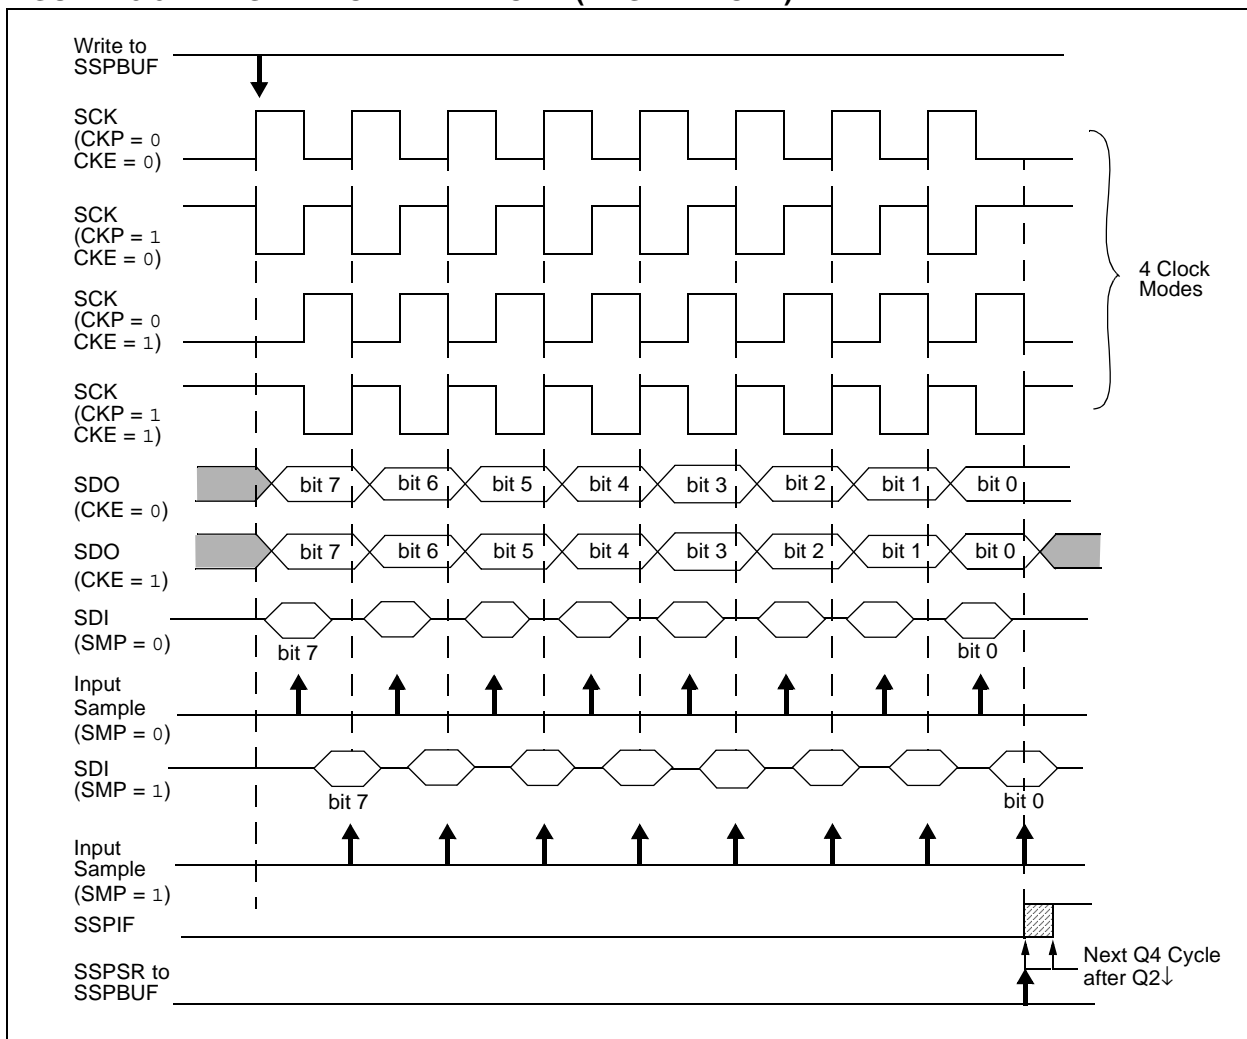 Write to
SSPBUF
SCK
(CKP = 0
CKE = 0)
SCK
(CKP = 1
CKE = 0)
SCK
(CKP = 0
CKE = 1)
SCK
(CKP = 1
CKE = 1)
4 Clock
Modes
SDO
(CKE = 0)
bit 7 bit 6 bit 5 bit 4 bit 3 bit 2 bit 1 bit 0
SDO
(CKE = 1)
bit 7 bit 6 bit 5 bit 4 bit 3 bit 2 bit 1 bit 0
SDI
(SMP = 0)
bit 7 bit 0
Input
Sample
(SMP = 0)
SDI
(SMP = 1)
bit 7 bit 0
Input
Sample
(SMP = 1)
SSPIF
SSPSR to
SSPBUF
Next Q4 Cycle
after Q2↓